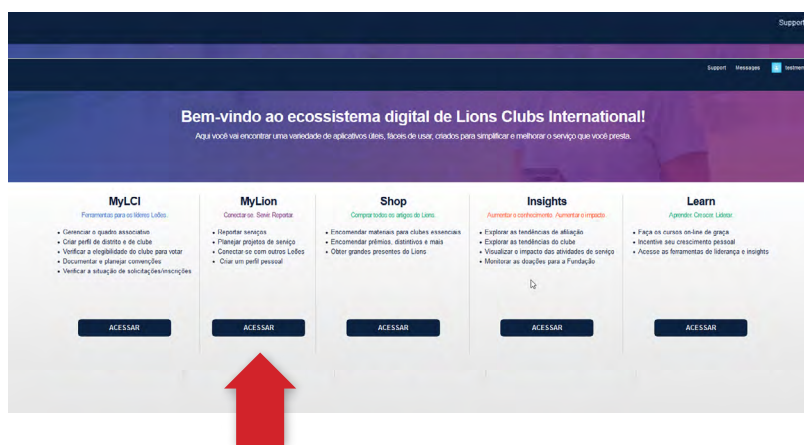 Support
Support Messages testmem
Bem-vindo ao ecossistema digital de Lions Clubs International!
Aqui você vai encontrar uma variedade de aplicativos úteis, fáceis de usar, criados para simplificar e melhorar o serviço que você presta.
MyLCI
Ferramentas para os líderes Leões.
• Gerenciar o quadro associativo
• Criar perfil de distrito e de clube
• Verificar a elegibilidade do clube para votar
• Documentar e planejar convenções
• Verificar a situação de solicitações/inscrições
ACESSAR
MyLion
Conectar-se. Servir. Reportar.
• Reportar serviços
• Planejar projetos de serviço
• Conectar-se com outros Leões
• Criar um perfil pessoal
ACESSAR
Shop
Comprar todos os artigos de Lions.
• Encomendar materiais para clubes essenciais
• Encomendar prêmios, distintivos e mais
• Obter grandes presentes do Lions
ACESSAR
Insights
Aumentar o conhecimento. Aumentar o impacto.
• Explorar as tendências de afiliação
• Explorar as tendências do clube
• Visualizar o impacto das atividades de serviço
• Monitorar as doações para a Fundação
ACESSAR
Learn
Aprender. Crescer. Liderar.
• Faça os cursos on-line de graça
• Incentive seu crescimento pessoal
• Acesse as ferramentas de liderança e insights
ACESSAR